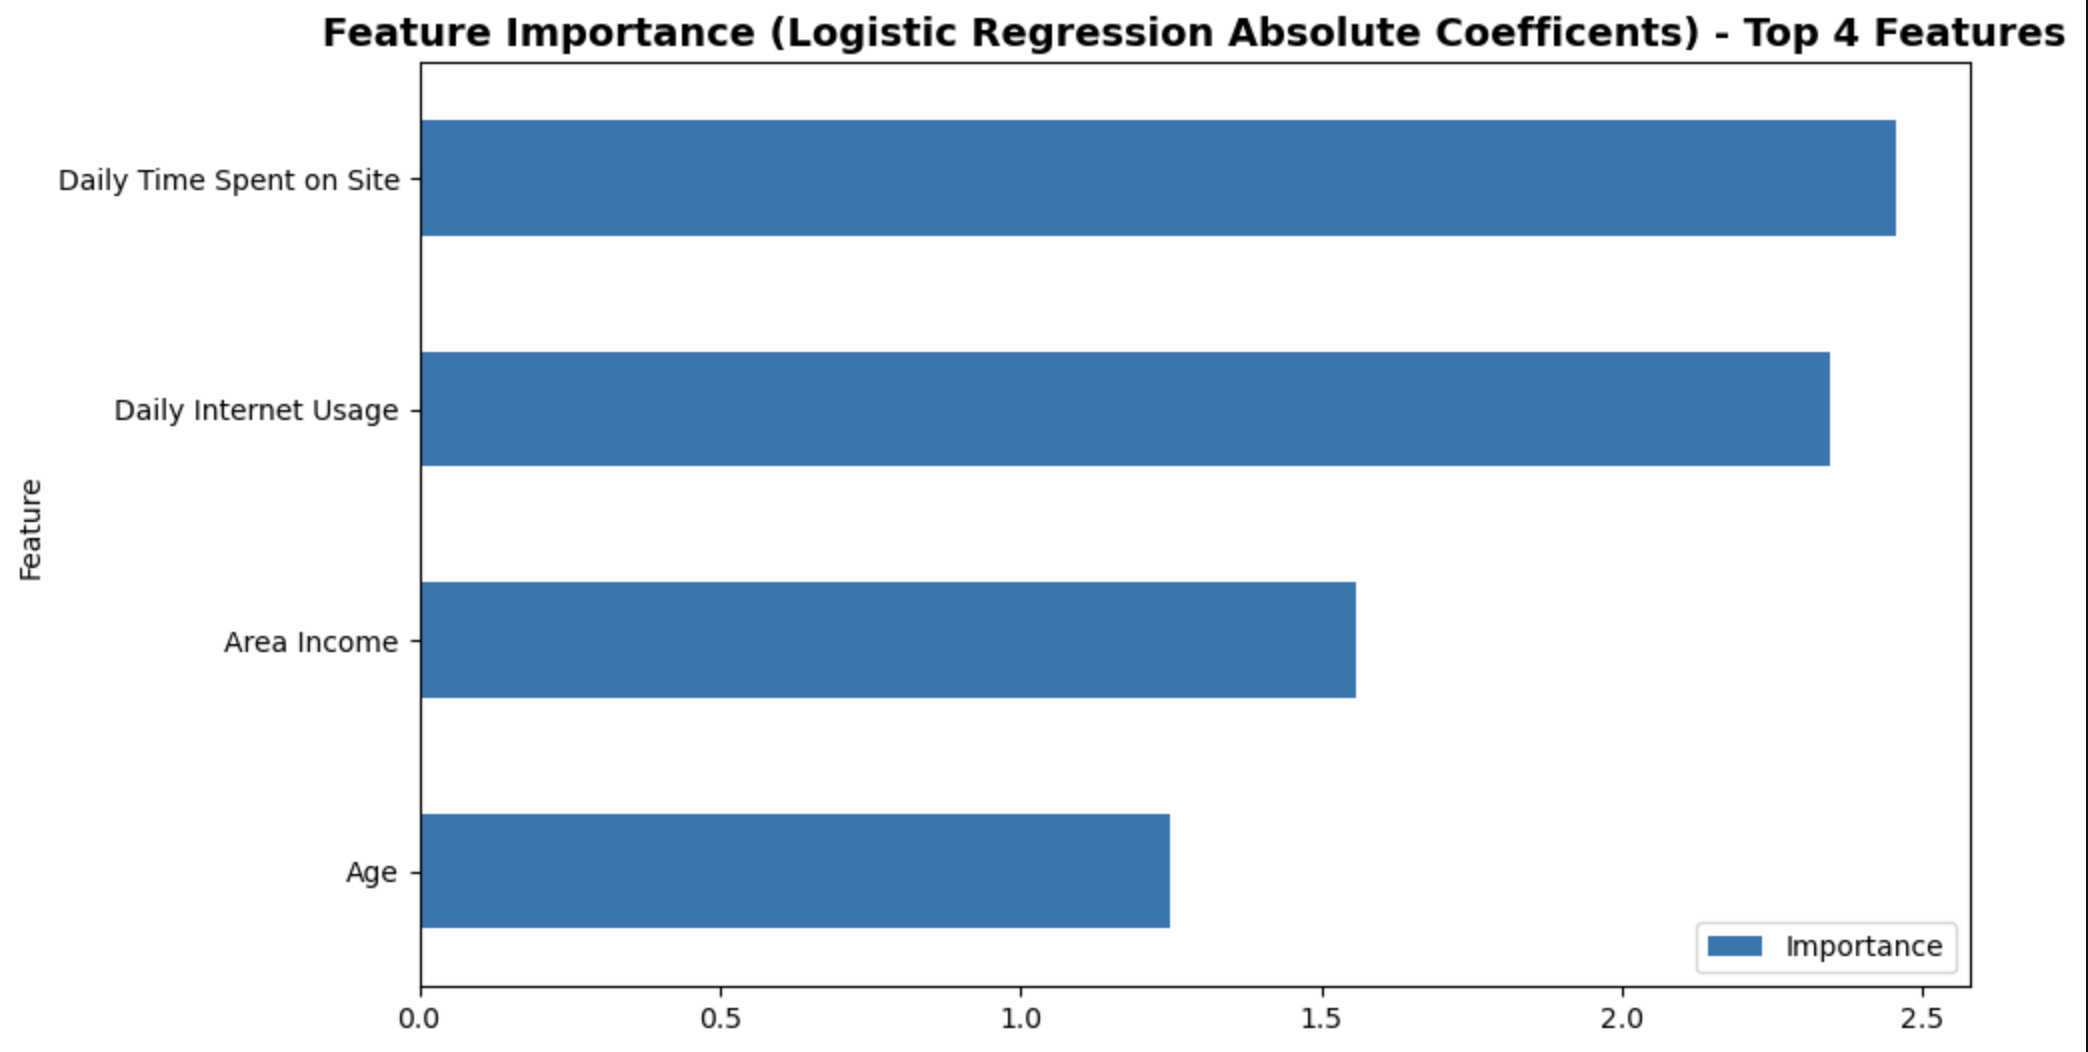 Feature Importance (Logistic Regression Absolute Coefficents) - Top 4 Features
Daily Time Spent on Site
Daily Internet Usage
Feature
Area Income
Age
Importance
0.0 0.5 1.0 1.5 2.0 2.5